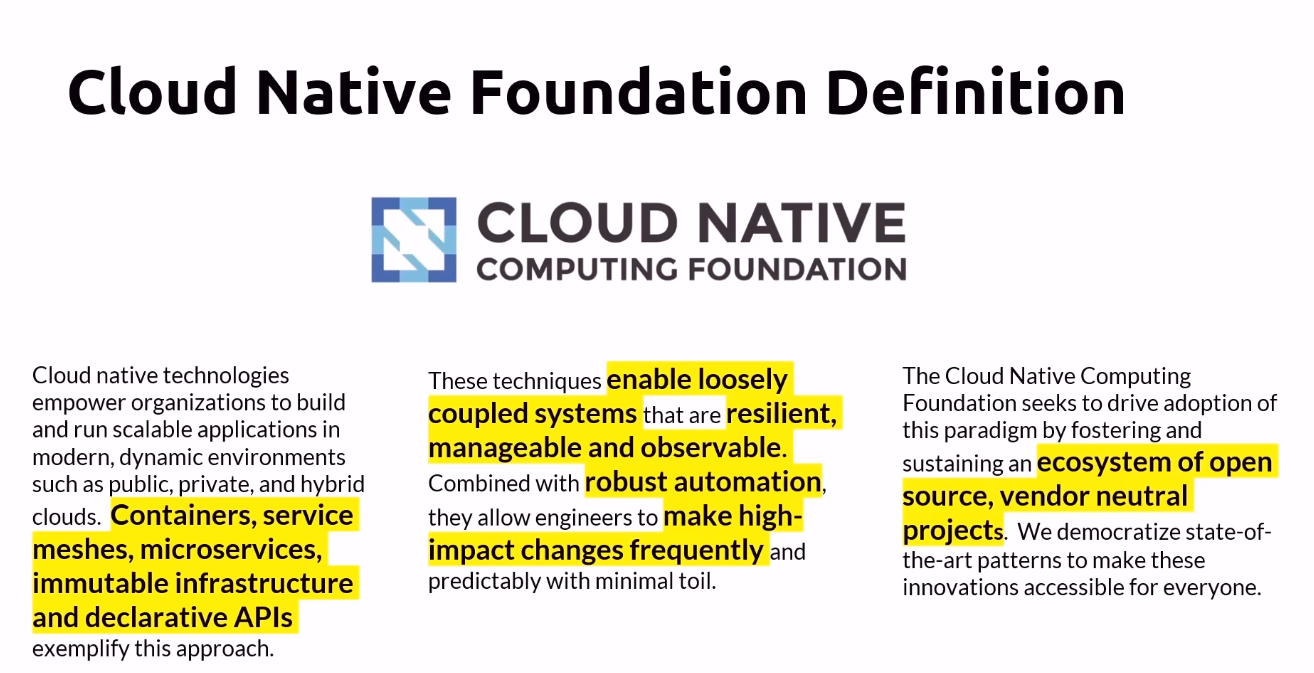 Cloud Native Foundation Definition
CLOUD NATIVE
COMPUTING FOUNDATION
Cloud native technologies
empower organizations to build
and run scalable applications in
modern, dynamic environments
such as public, private, and hybrid
clouds. Containers, service
meshes, microservices,
immutable infrastructure
and declarative APIs
exemplify this approach.
These techniques enable loosely
coupled systems that are resilient,
manageable and observable.
Combined with robust automation,
they allow engineers to make high-
impact changes frequently and
predictably with minimal toil.
The Cloud Native Computing
Foundation seeks to drive adoption of
this paradigm by fostering and
sustaining an ecosystem of open
source, vendor neutral
projects. We democratize state-of-
the-art patterns to make these
innovations accessible for everyone.